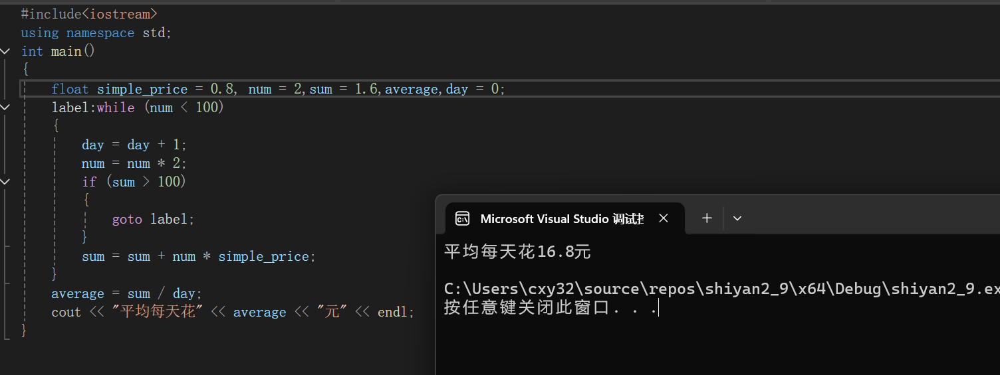 #include<iostream>
using namespace std;
int main()
{
float simple_price = 0.8, num = 2,sum = 1.6,average,day = 0;
label:while (num < 100)
{
day = day + 1;
num = num * 2;
if (sum > 100)
{
goto label;
}
sum = sum + num * simple_price;
}
average = sum / day;
cout << "平均每天花" << average << "元" << endl;
}
Microsoft Visual Studio 调试
平均每天花16.8元
C:\Users\cxy32\source\repos\shiyan2_9\x64\Debug\shiyan2_9.ex
按任意键关闭此窗口. . .